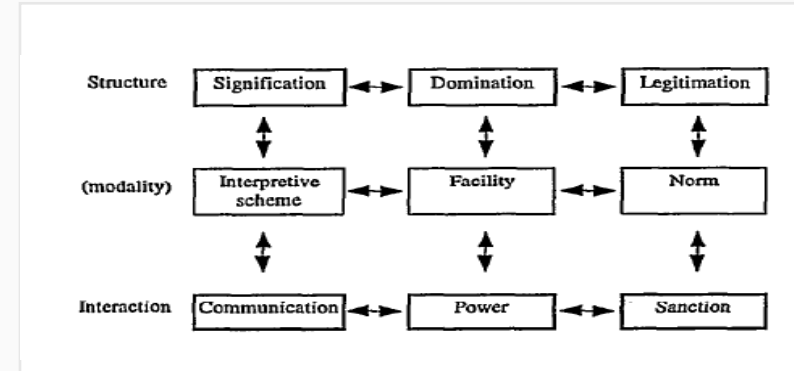 Structure Signification Domination Legitimation
(modality) Interpretive scheme Facility Norm
Interaction Communication Power Sanction